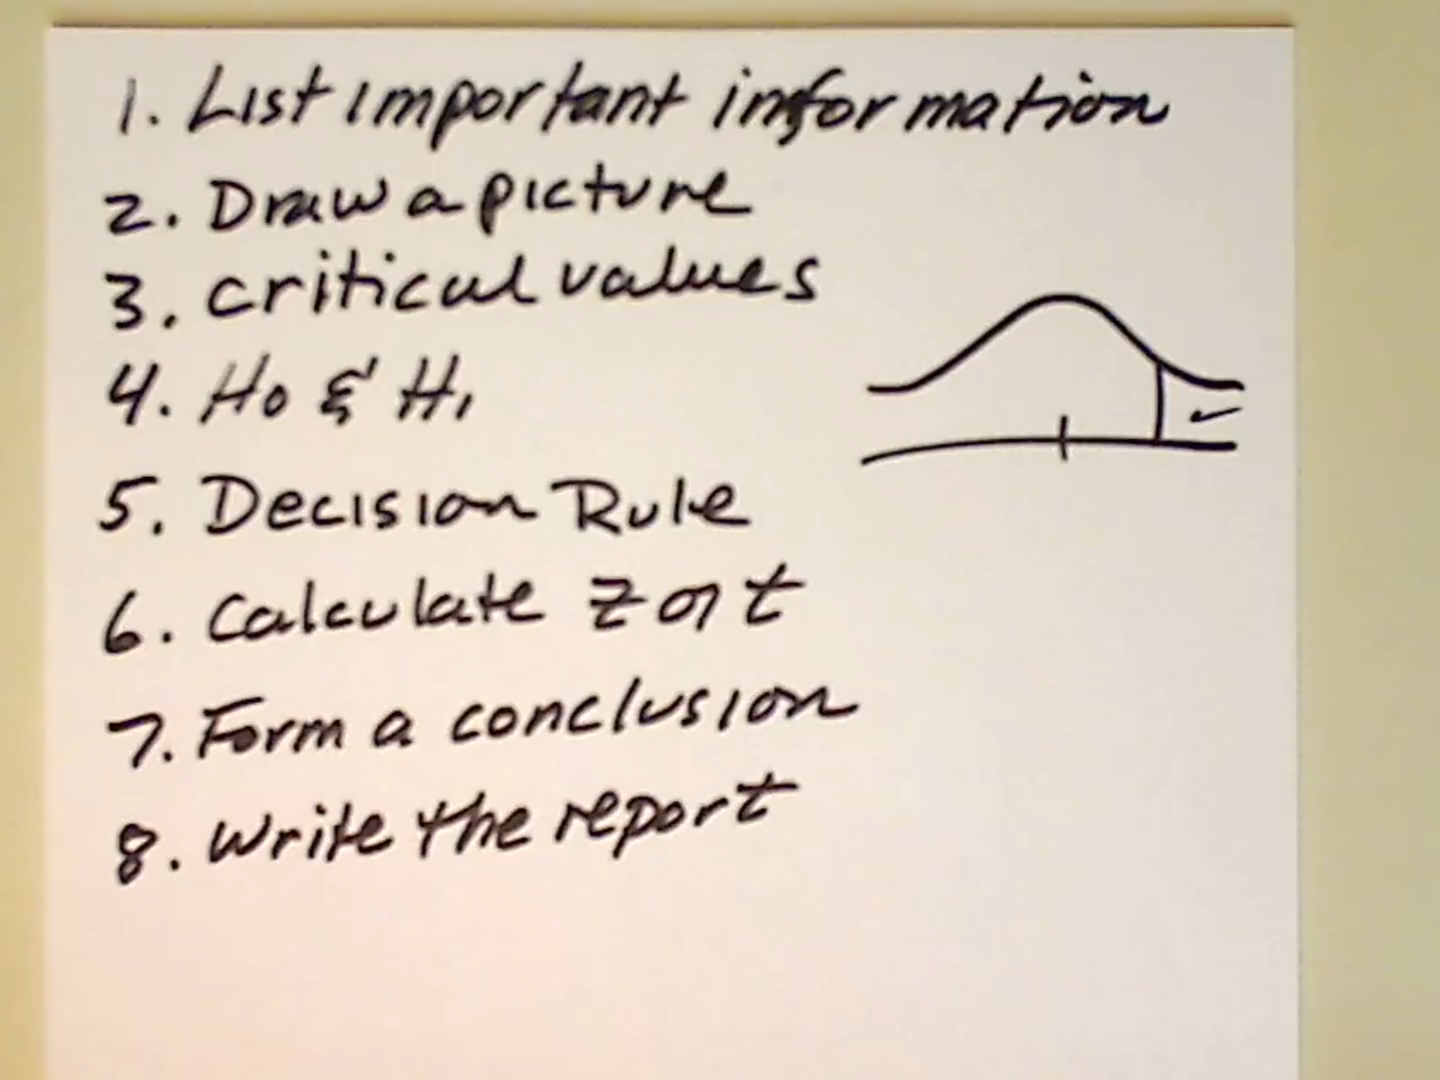 1. List important information
2. Draw a picture
3. critical values
4. Ho & H1
5. Decision Rule
6. Calculate z or t
7. Form a conclusion
8. Write the report